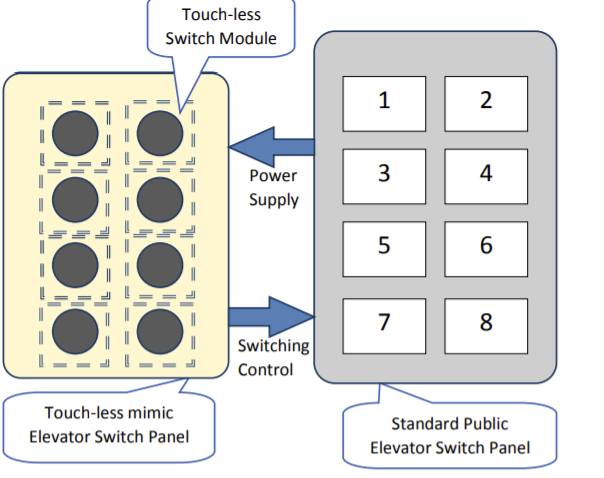 Touch-less
Switch Module
1
2
Power
Supply
3
4
5
6
Switching
Control
7
8
Touch-less mimic
Elevator Switch Panel
Standard Public
Elevator Switch Panel